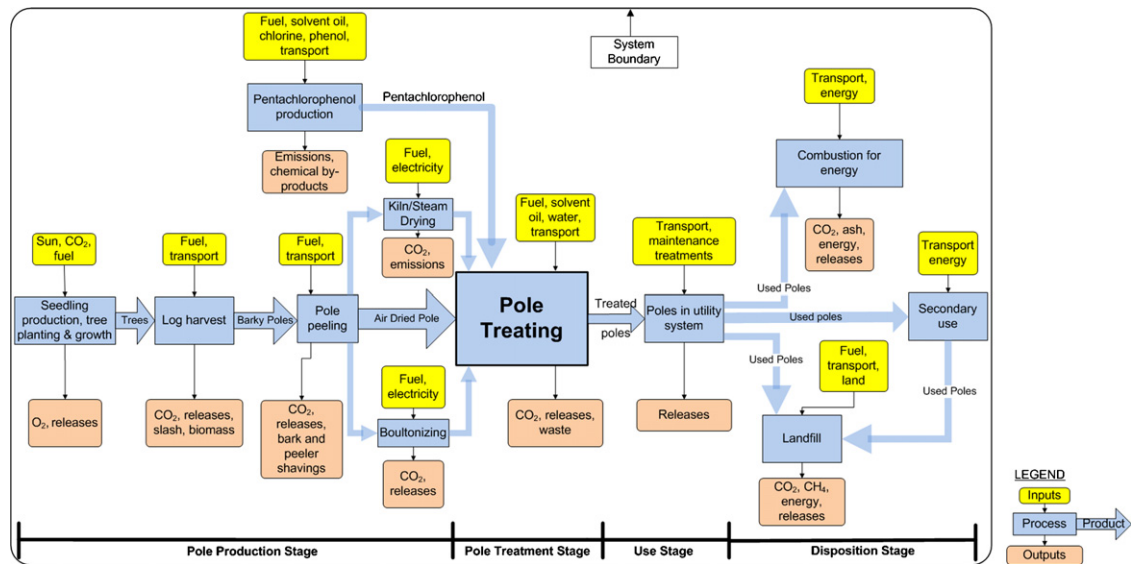 Fuel, solvent oil,
chlorine, phenol,
transport
System
Boundary
Pentachlorophenol
production
Pentachlorophenol
Emissions,
chemical by-
products
Fuel,
electricity
Kiln/Steam
Drying
CO₂,
emissions
Transport,
energy
Combustion for
energy
CO₂, ash,
energy,
releases
Sun, CO₂,
fuel
Fuel,
transport
Fuel,
transport
Fuel, solvent
oil, water,
transport
Transport,
maintenance
treatments
Transport
energy
Seedling
production, tree
planting & growth
Trees
Log harvest
Barky Poles
Pole
peeling
Air Dried Pole
Pole
Treating
Treated
poles
Poles in utility
system
Used Poles
Used poles
Used Poles
Secondary
use
Used Poles
Fuel,
electricity
Fuel,
transport,
land
O₂, releases
CO₂, releases,
slash, biomass
CO₂,
releases,
bark and
peeler
shavings
Boultonizing
CO₂,
releases
CO₂, releases,
waste
Releases
Landfill
CO₂, CH₄,
energy,
releases
LEGEND
Inputs
Process
Product
Outputs
Pole Production Stage
Pole Treatment Stage
Use Stage
Disposition Stage